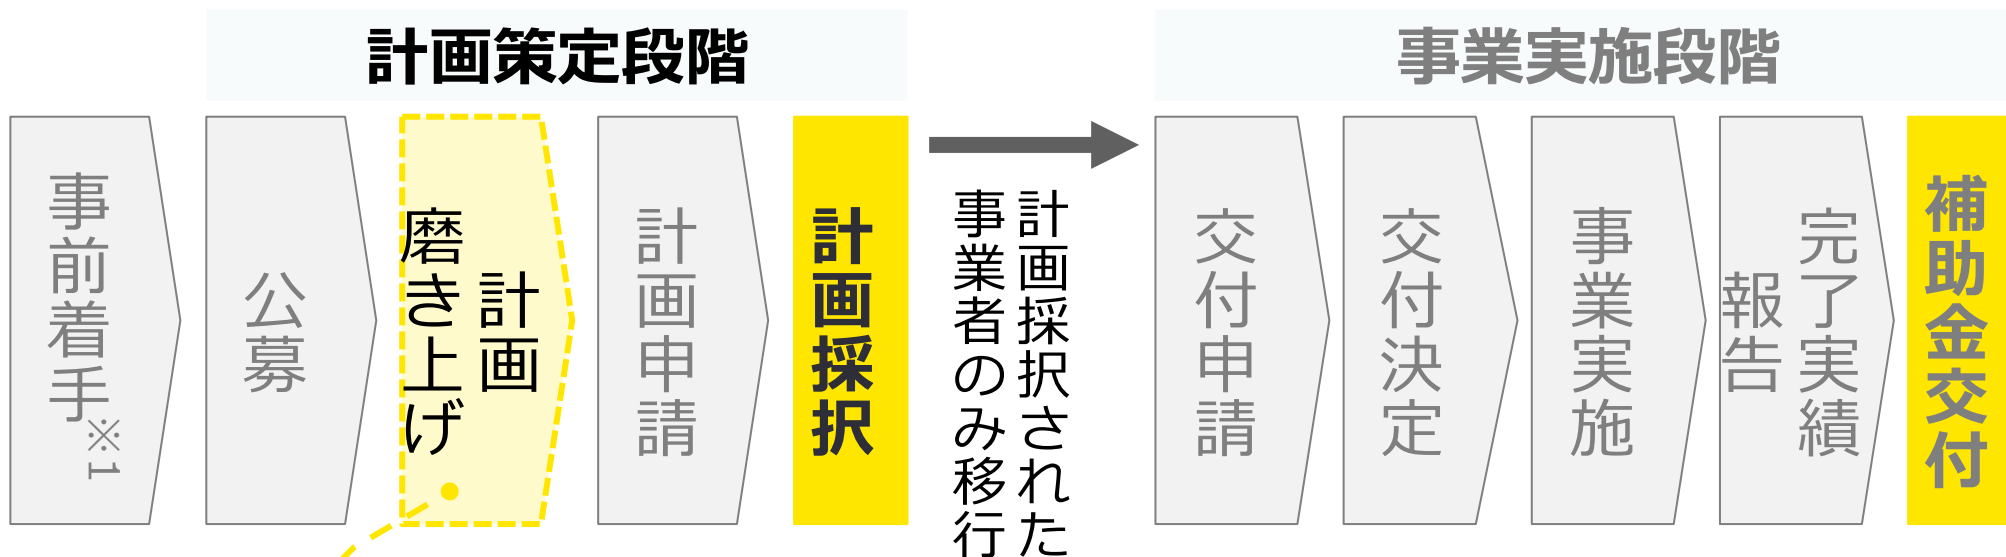 計画策定段階
事業実施段階
事前着手※1
公募
計画
磨き上げ
計画申請
計画採択
計画採択された
事業者のみ移行
交付申請
交付決定
事業実施
完了実績
報告
補助金交付